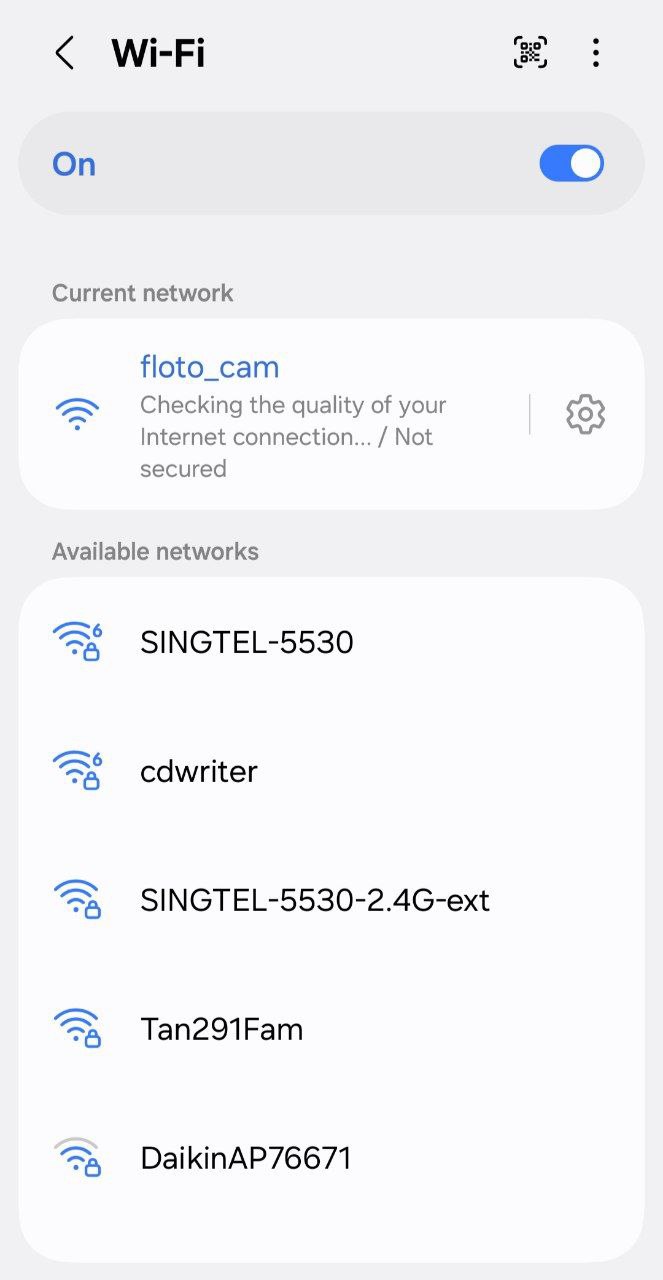 Wi-Fi
On
Current network
floto_cam
Checking the quality of your
Internet connection... / Not
secured
Available networks
6
SINGTEL-5530
6
cdwriter
SINGTEL-5530-2.4G-ext
Tan291Fam
DaikinAP76671